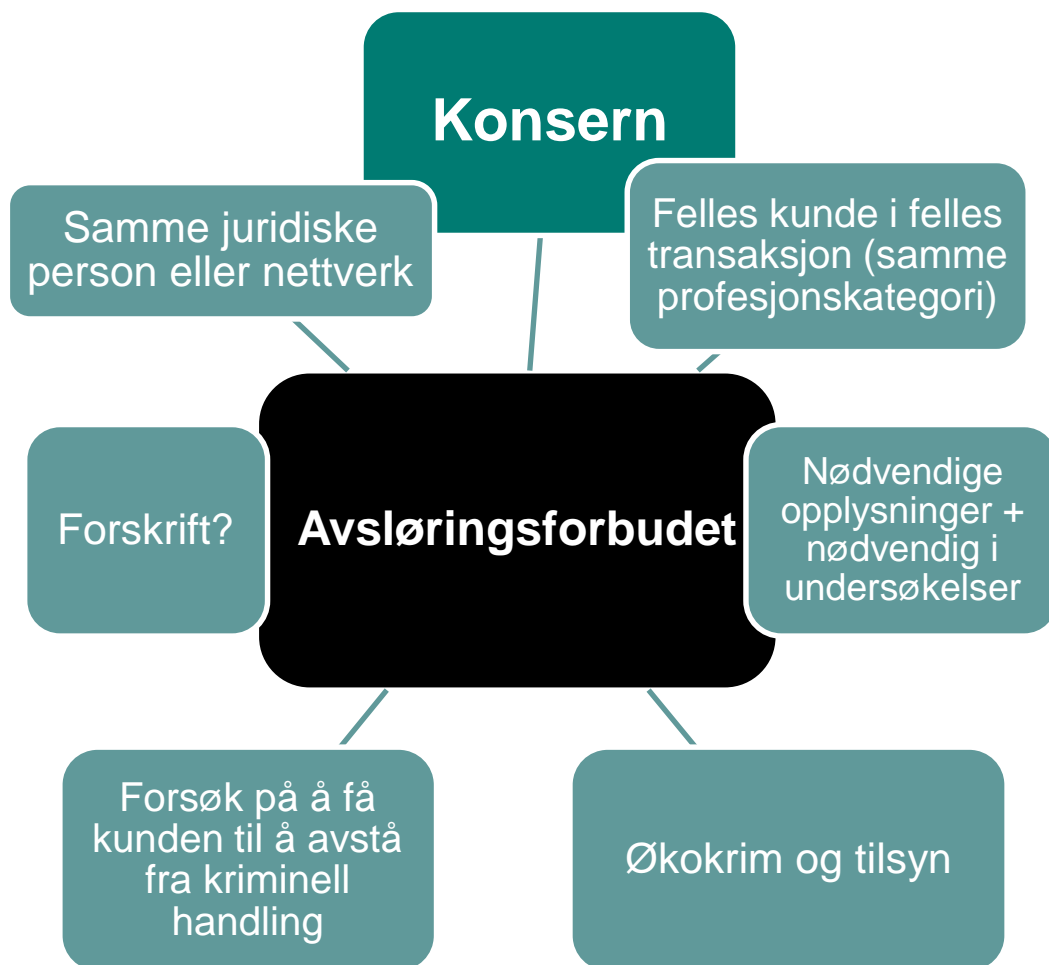 Konsern
Samme juridiske
person eller nettverk
Felles kunde i felles
transaksjon (samme
profesjonskategori)
Forskrift?
Avsløringsforbudet
Nødvendige
opplysninger +
nødvendig i
undersøkelser
Forsøk på å få
kunden til å avstå
fra kriminell
handling
Økokrim og tilsyn